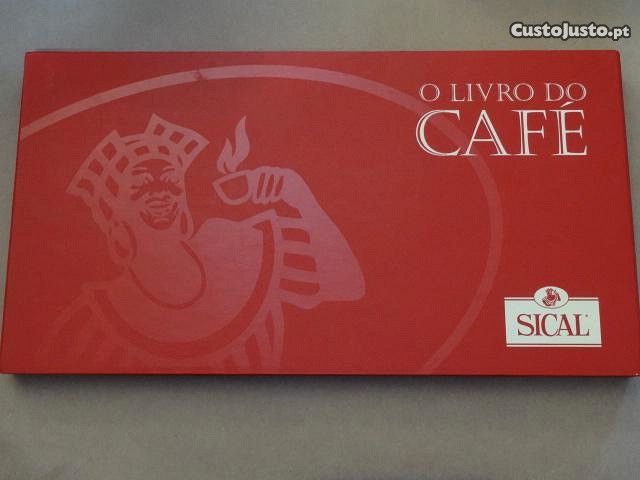 CustoJusto.pt
O LIVRO DO
CAFÉ
SICAL®